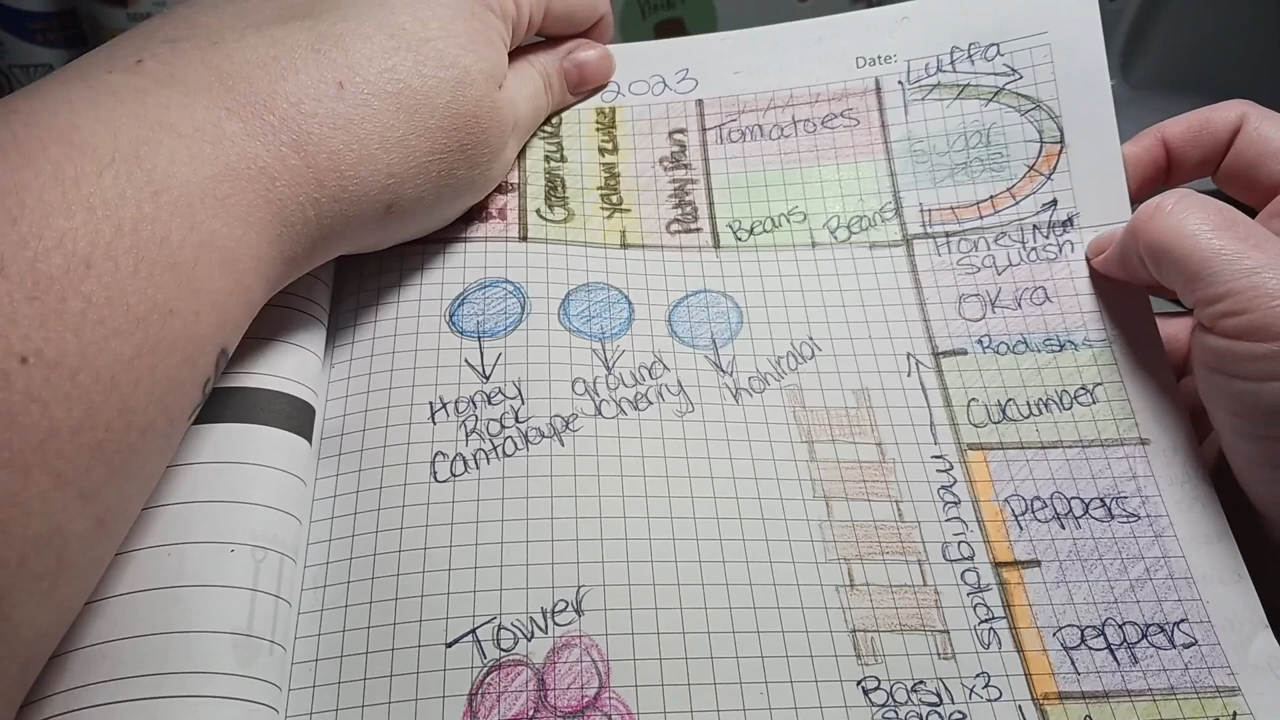 Date:
2023
Luffa
Green zuke
Yellow zuke
Patty Pan
Tomatoes
Sugar
Beans
Beans
Honey Nut
Squash
Okra
Radish
Cucumber
Honey
Rock
Cantaloupe
ground
cherry
Kohlrabi
marigolds
peppers
peppers
Tower
Basil x3
Sage